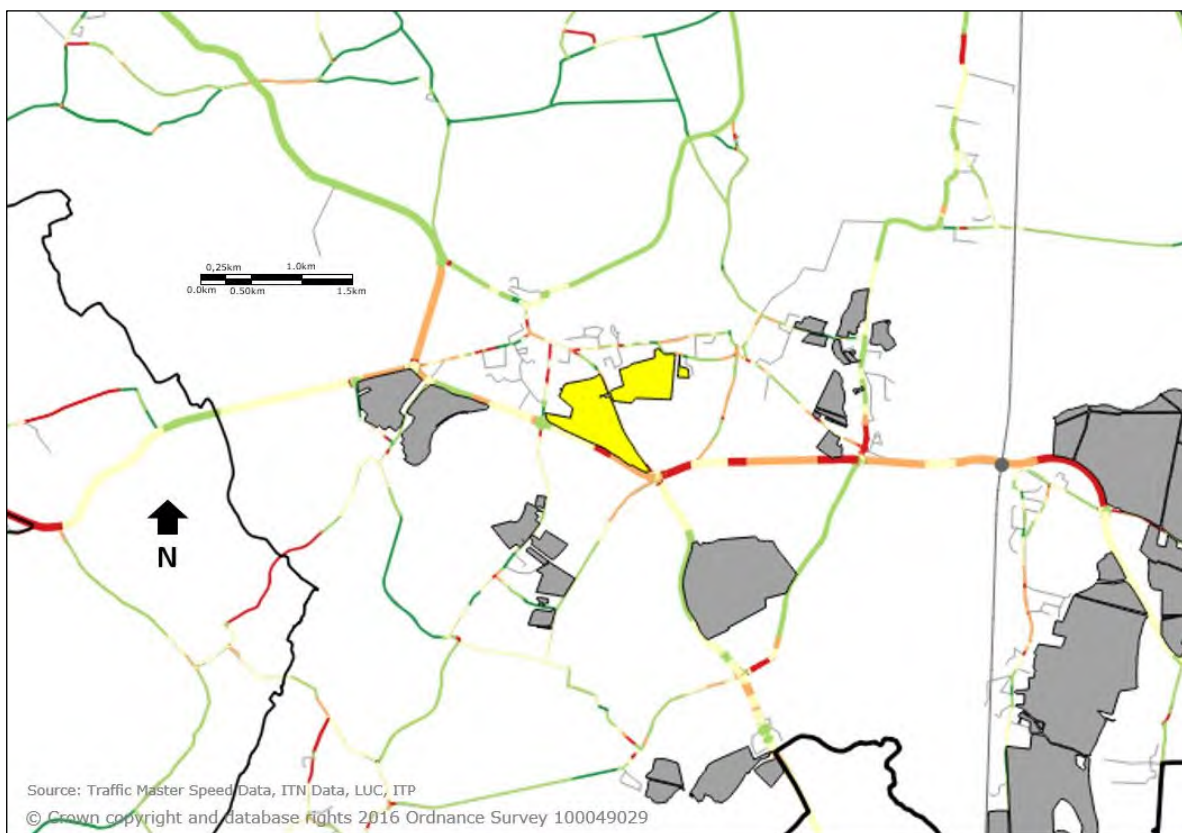 0,25km 1.0km
0.0km 0.50km 1.5km
N
Source: Traffic Master Speed Data, ITN Data, LUC, ITP
© Crown copyright and database rights 2016 Ordnance Survey 100049029